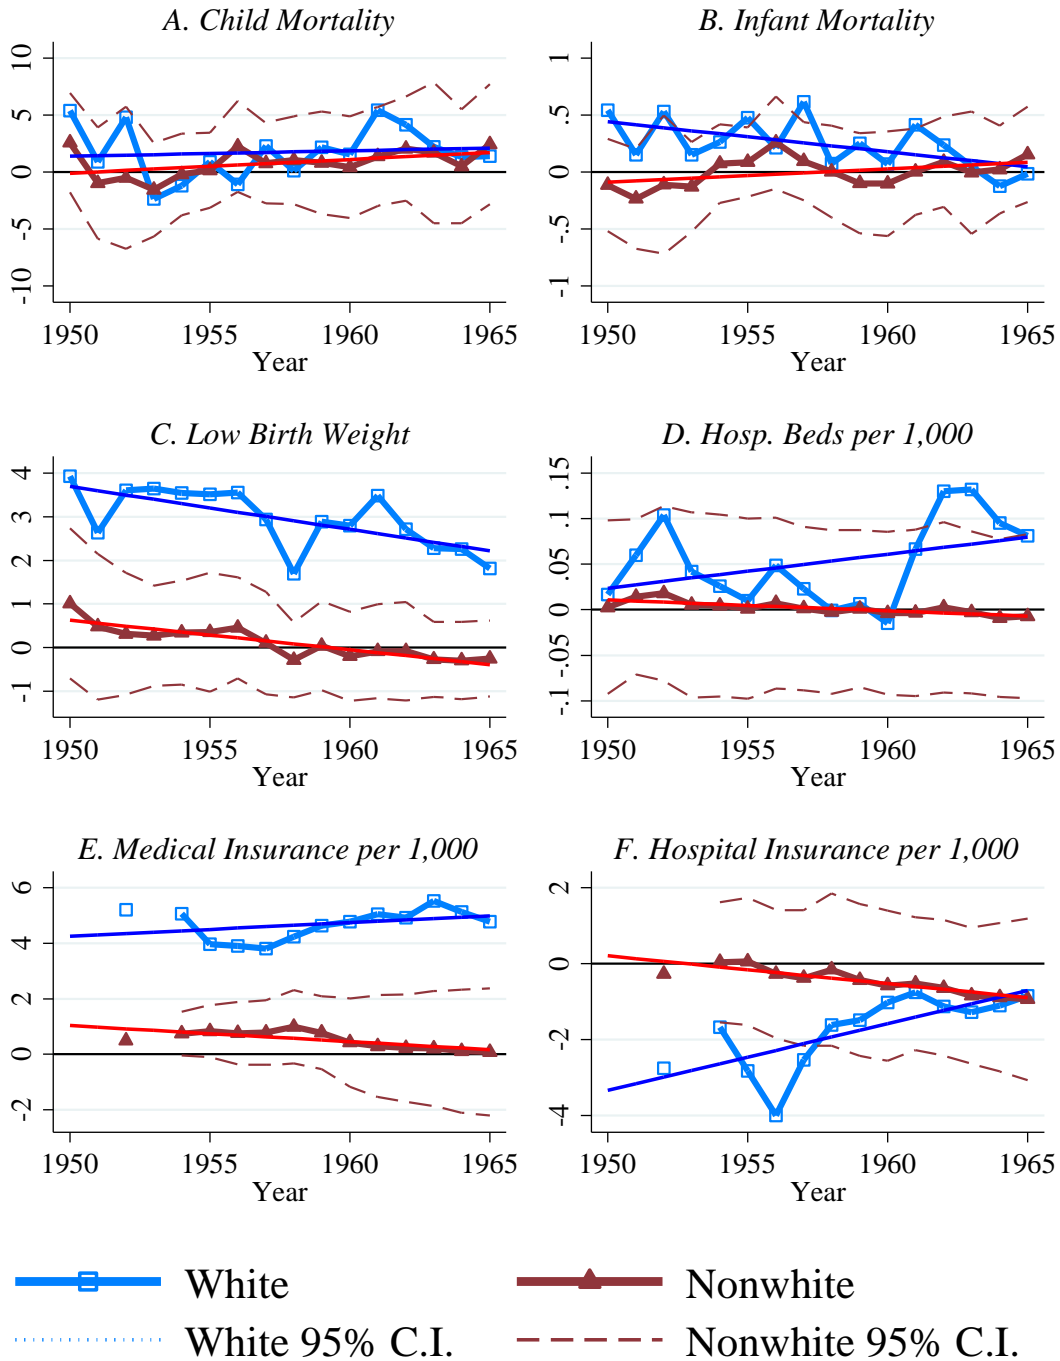 A. Child Mortality
10
5
0
-5
-10
1950 1955 1960 1965
Year
B. Infant Mortality
1
.5
0
-.5
-1
1950 1955 1960 1965
Year
C. Low Birth Weight
4
3
2
1
0
-1
1950 1955 1960 1965
Year
D. Hosp. Beds per 1,000
.15
.1
.05
0
-.05
-.1
1950 1955 1960 1965
Year
E. Medical Insurance per 1,000
6
4
2
0
-2
1950 1955 1960 1965
Year
F. Hospital Insurance per 1,000
2
0
-2
-4
1950 1955 1960 1965
Year
White
Nonwhite
White 95% C.I.
Nonwhite 95% C.I.